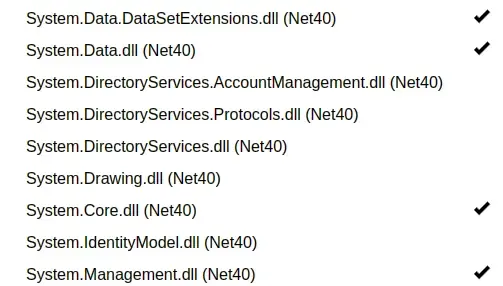 System.Data.DataSetExtensions.dll (Net40)
System.Data.dll (Net40)
System.DirectoryServices.AccountManagement.dll (Net40)
System.DirectoryServices.Protocols.dll (Net40)
System.DirectoryServices.dll (Net40)
System.Drawing.dll (Net40)
System.Core.dll (Net40)
System.IdentityModel.dll (Net40)
System.Management.dll (Net40)